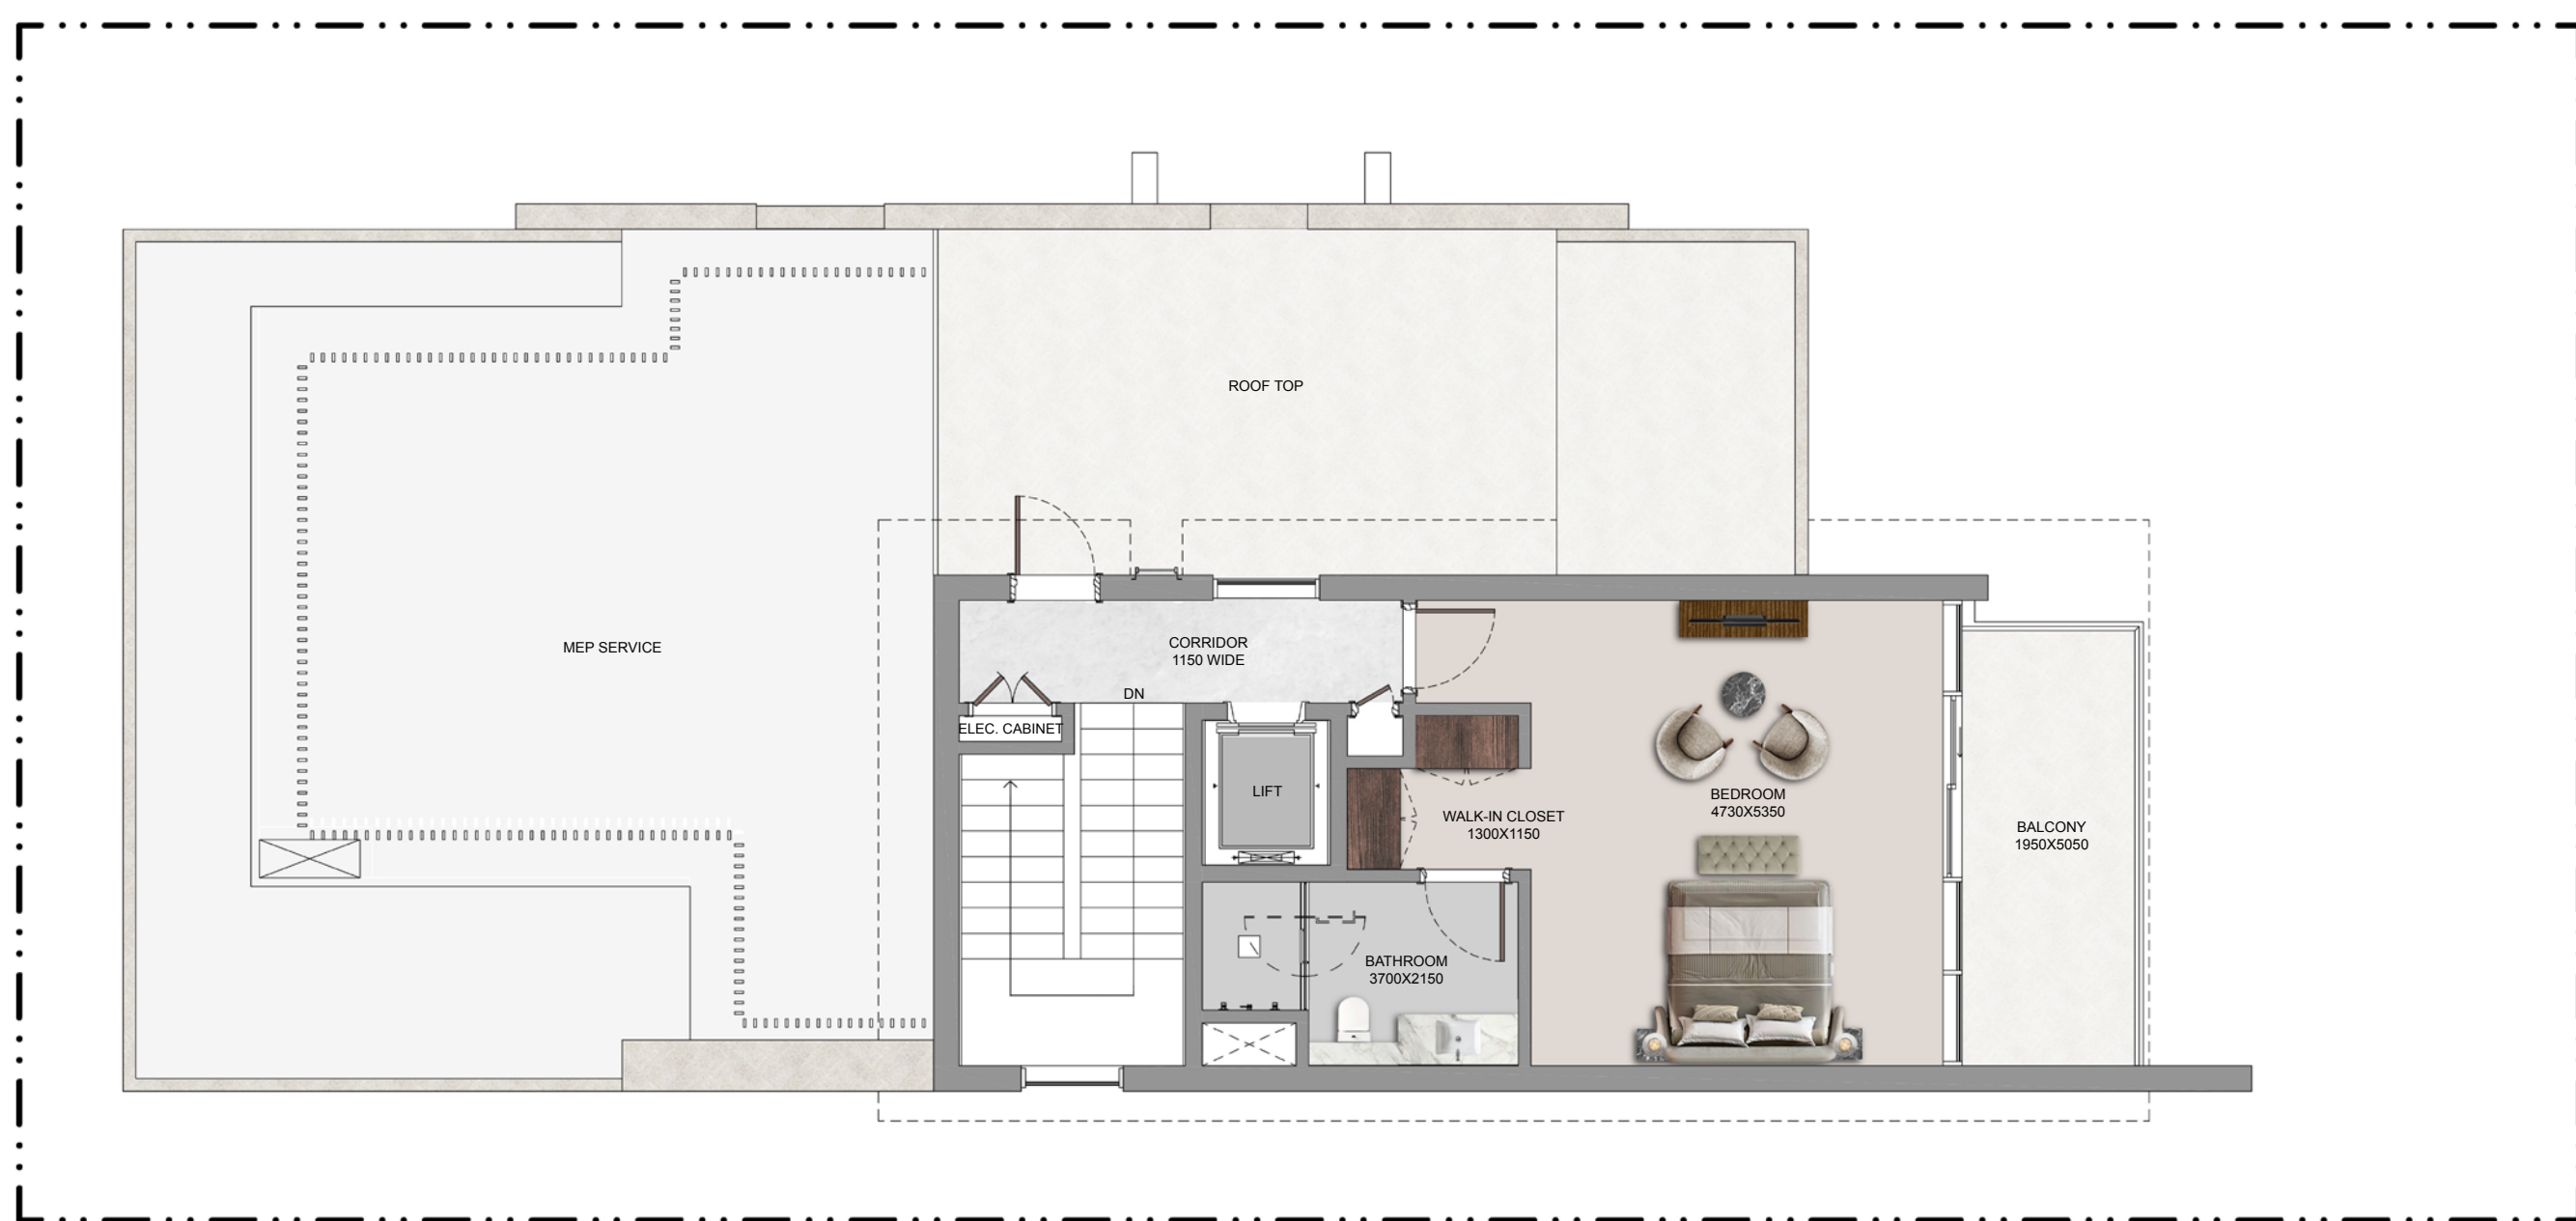 ROOF TOP
MEP SERVICE
CORRIDOR
1150 WIDE
DN
ELEC. CABINET
LIFT
WALK-IN CLOSET
1300X1150
BEDROOM
4730X5350
BALCONY
1950X5050
BATHROOM
3700X2150